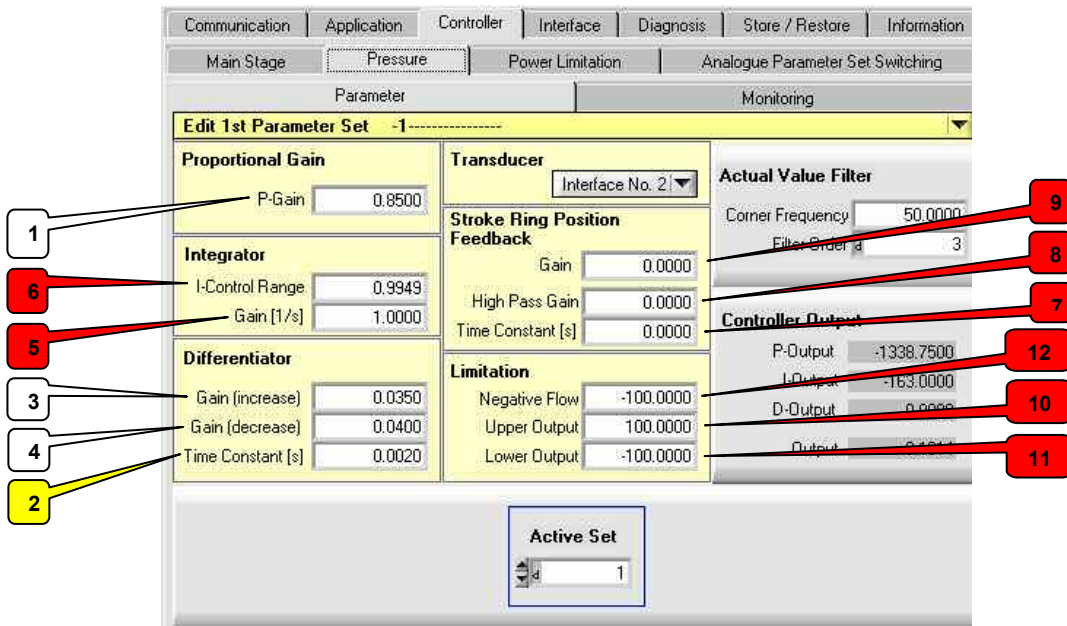 Communication Application Controller Interface Diagnosis Store / Restore Information
Main Stage Pressure Power Limitation Analogue Parameter Set Switching
Parameter Monitoring
Edit 1st Parameter Set -1----------------
Proportional Gain
P-Gain 0.8500
1
Integrator
6
I-Control Range 0.9949
Gain [1/s] 1.0000
5
Differentiator
3
Gain (increase) 0.0350
Gain (decrease) 0.0400
4
Time Constant [s] 0.0020
2
Transducer
Interface No. 2
Stroke Ring Position
Feedback
Gain 0.0000
High Pass Gain 0.0000
Time Constant [s] 0.0000
Limitation
Negative Flow -100.0000
Upper Output 100.0000
Lower Output -100.0000
Actual Value Filter
9
Corner Frequency 50.0000
Filter Order d 3
8
7
Controller Output
P-Output -1338.7500
12
I-Output -163.0000
D-Output 0.0000
10
Output
11
Active Set
d 1